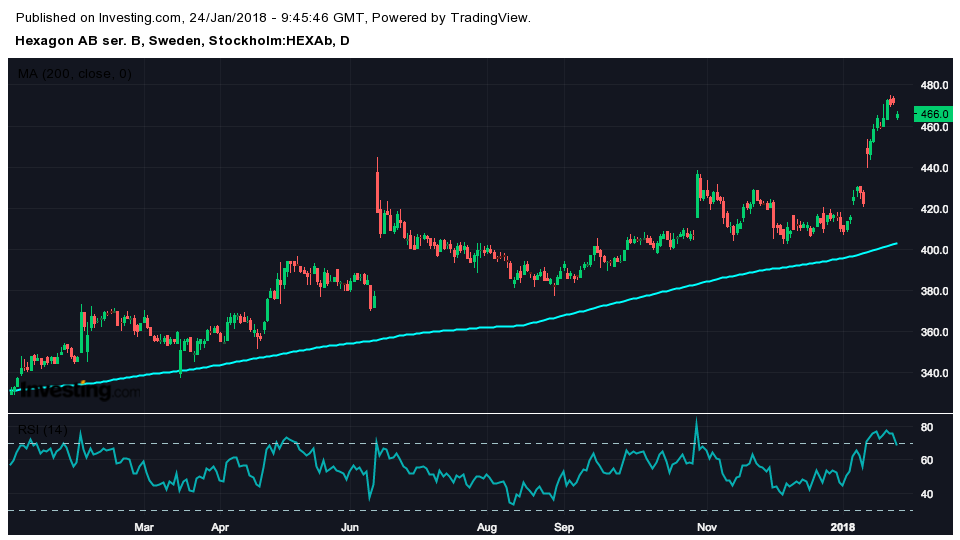 Published on Investing.com, 24/Jan/2018 - 9:45:46 GMT, Powered by TradingView.
Hexagon AB ser. B, Sweden, Stockholm:HEXAb, D
MA (200, close, 0)
480.0
466.0
460.0
440.0
420.0
400.0
380.0
360.0
340.0
Investing.com
RSI (14)
80
60
40
Mar Apr Jun Aug Sep Nov 2018